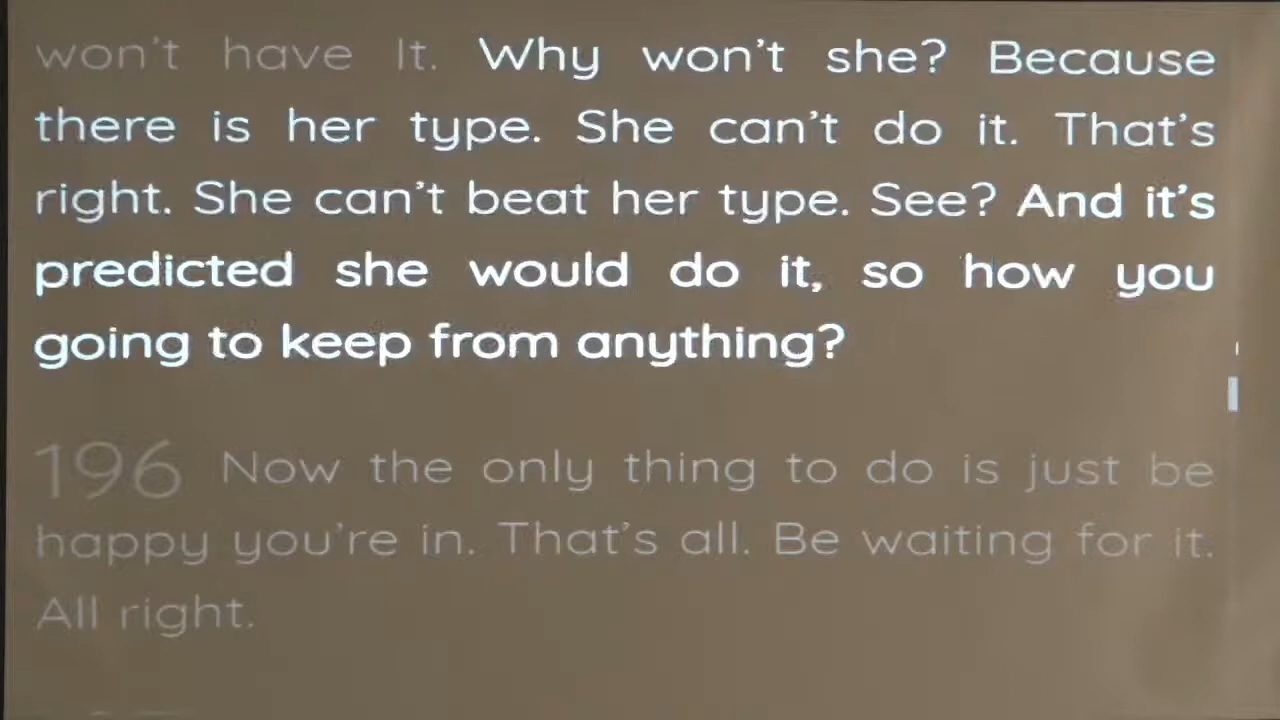 won't have It. Why won't she? Because
there is her type. She can't do it. That's
right. She can't beat her type. See? And it's
predicted she would do it, so how you
going to keep from anything?
196 Now the only thing to do is just be
happy you're in. That's all. Be waiting for it.
All right.